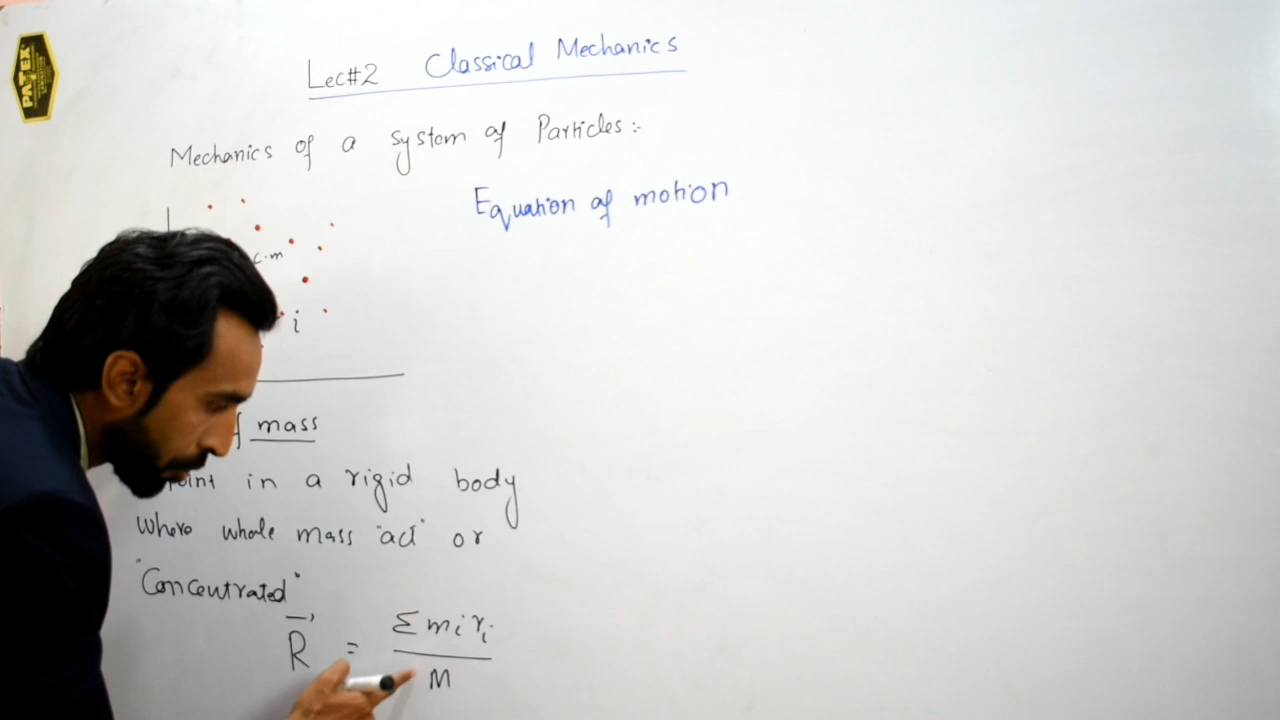 PATEX
Lec#2 Classical Mechanics
Mechanics of a system of Particles :-
Equation of motion
c.m
i
mass
in a rigid body
where whole mass "act" or
"Concentrated"
R⃗ = Σ mi ri / M